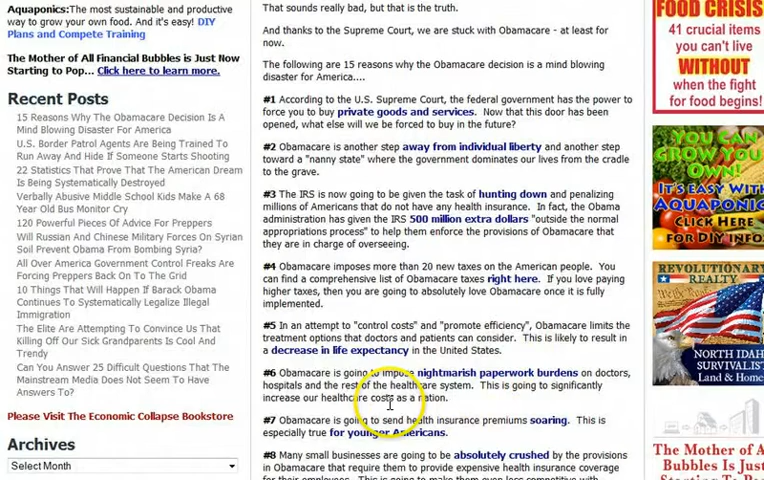 Aquaponics:The most sustainable and productive
way to grow your own food. And it's easy! DIY
Plans and Compete Training
The Mother of All Financial Bubbles is Just Now
Starting to Pop... Click here to learn more.
Recent Posts
15 Reasons Why The Obamacare Decision Is A
Mind Blowing Disaster For America
U.S. Border Patrol Agents Are Being Trained To
Run Away And Hide If Someone Starts Shooting
22 Statistics That Prove That The American Dream
Is Being Systematically Destroyed
Verbally Abusive Middle School Kids Make A 68
Year Old Bus Monitor Cry
120 Powerful Pieces Of Advice For Preppers
Will Russian And Chinese Military Forces On Syrian
Soil Prevent Obama From Bombing Syria?
All Over America Government Control Freaks Are
Forcing Preppers Back On To The Grid
10 Things That Will Happen If Barack Obama
Continues To Systematically Legalize Illegal
Immigration
The Elite Are Attempting To Convince Us That
Killing Off Our Sick Grandparents Is Cool And
Trendy
Can You Answer 25 Difficult Questions That The
Mainstream Media Does Not Seem To Have
Answers To?
Please Visit The Economic Collapse Bookstore
Archives
Select Month
That sounds really bad, but that is the truth.
And thanks to the Supreme Court, we are stuck with Obamacare - at least for
now.
The following are 15 reasons why the Obamacare decision is a mind blowing
disaster for America....
#1 According to the U.S. Supreme Court, the federal government has the power to
force you to buy private goods and services. Now that this door has been
opened, what else will we be forced to buy in the future?
#2 Obamacare is another step away from individual liberty and another step
toward a "nanny state" where the government dominates our lives from the cradle
to the grave.
#3 The IRS is now going to be given the task of hunting down and penalizing
millions of Americans that do not have any health insurance. In fact, the Obama
administration has given the IRS 500 million extra dollars "outside the normal
appropriations process" to help them enforce the provisions of Obamacare that
they are in charge of overseeing.
#4 Obamacare imposes more than 20 new taxes on the American people. You
can find a comprehensive list of Obamacare taxes right here. If you love paying
higher taxes, then you are going to absolutely love Obamacare once it is fully
implemented.
#5 In an attempt to "control costs" and "promote efficiency", Obamacare limits the
treatment options that doctors and patients can consider. This is likely to result in
a decrease in life expectancy in the United States.
#6 Obamacare is going to impose nightmarish paperwork burdens on doctors,
hospitals and the rest of the healthcare system. This is going to significantly
increase our healthcare costs as a nation.
#7 Obamacare is going to send health insurance premiums soaring. This is
especially true for younger Americans.
#8 Many small businesses are going to be absolutely crushed by the provisions
in Obamacare that require them to provide expensive health insurance coverage
for their employees. This is going to make them even less competitive with
FOOD CRISIS
41 crucial items
you can't live
WITHOUT
when the fight
for food begins!
YOU CAN
GROW YOUR
OWN!
IT'S EASY WITH
AQUAPONIC
CLICK HERE
FOR DIY INFO
REVOLUTIONARY
REALTY
NORTH IDAHO
SURVIVALIST
Land & Home
The Mother of A
Bubbles is Just
Starting to Pop